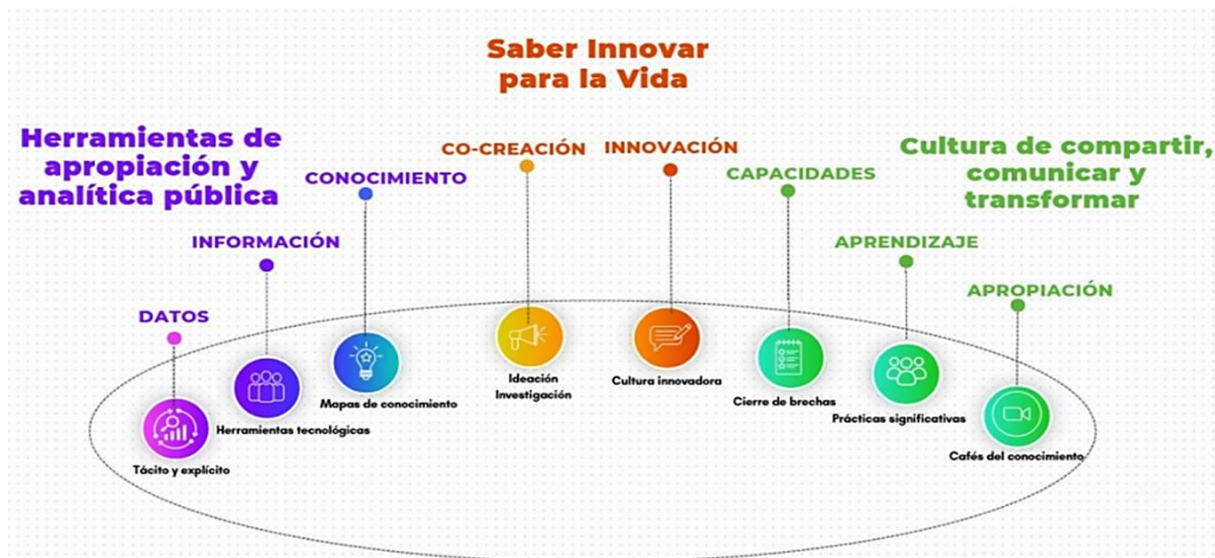 Saber Innovar
para la Vida
Herramientas de
apropiación y
analítica pública
Cultura de compartir,
comunicar y
transformar
DATOS
INFORMACIÓN
CONOCIMIENTO
CO-CREACIÓN
INNOVACIÓN
CAPACIDADES
APRENDIZAJE
APROPIACIÓN
Tácito y explícito
Herramientas tecnológicas
Mapas de conocimiento
Ideación
Investigación
Cultura innovadora
Cierre de brechas
Prácticas significativas
Cafés del conocimiento